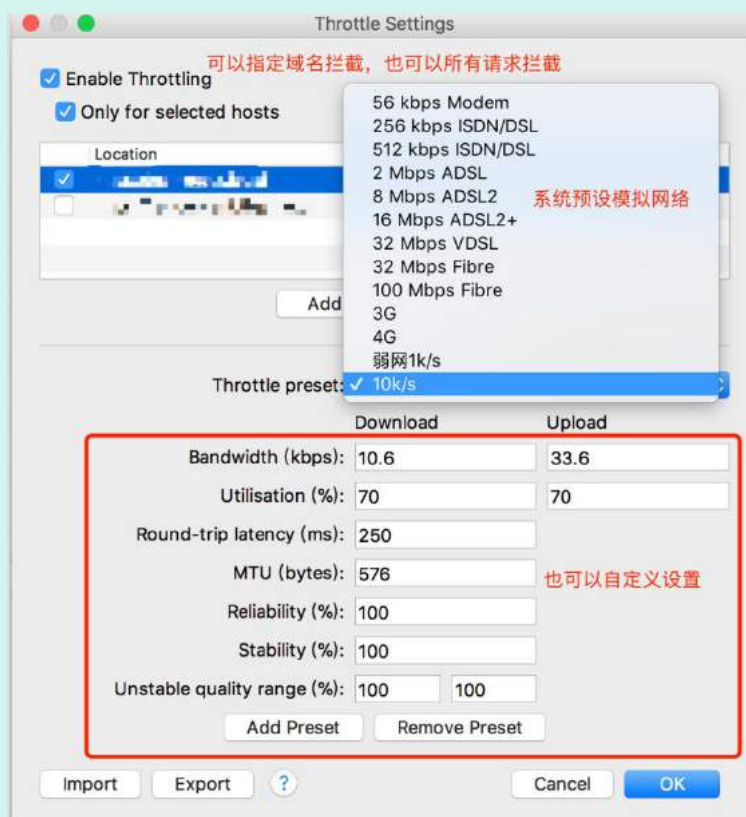 Throttle Settings
可以指定域名拦截，也可以所有请求拦截
Enable Throttling
Only for selected hosts
Location
56 kbps Modem
256 kbps ISDN/DSL
512 kbps ISDN/DSL
2 Mbps ADSL
8 Mbps ADSL2
系统预设模拟网络
16 Mbps ADSL2+
32 Mbps VDSL
32 Mbps Fibre
100 Mbps Fibre
3G
4G
弱网1k/s
Add
Throttle preset: ✓ 10k/s
Download Upload
Bandwidth (kbps): 10.6 33.6
Utilisation (%): 70 70
Round-trip latency (ms): 250
MTU (bytes): 576
也可以自定义设置
Reliability (%): 100
Stability (%): 100
Unstable quality range (%): 100 100
Add Preset Remove Preset
Import Export ? Cancel OK